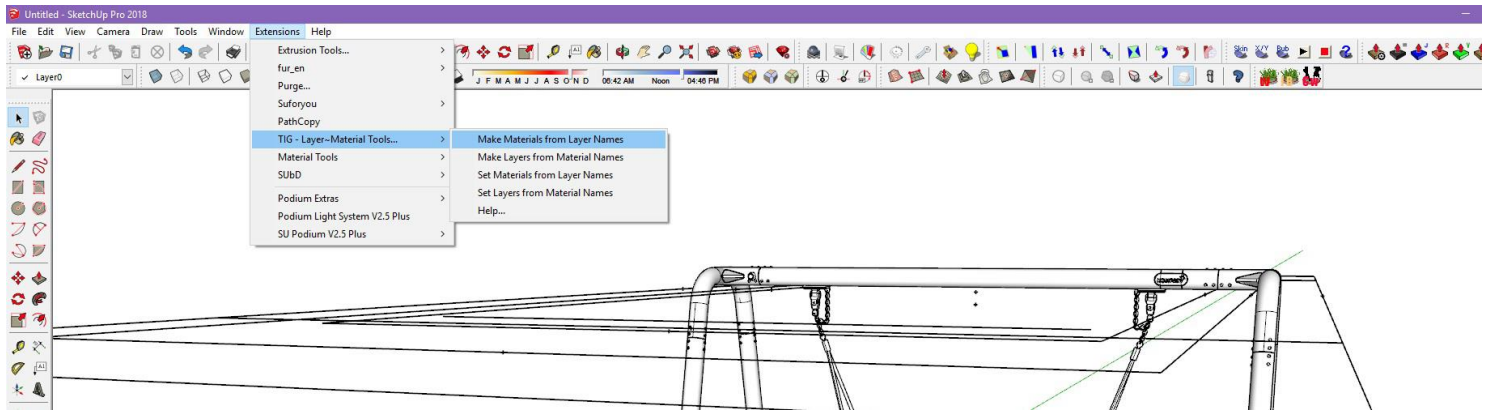 Untitled - SketchUp Pro 2018
File Edit View Camera Draw Tools Window Extensions Help
Extrusion Tools...
fur_en
Purge...
Suforyou
PathCopy
TIG - Layer~Material Tools...
Material Tools
SUbD
Podium Extras
Podium Light System V2.5 Plus
SU Podium V2.5 Plus
Make Materials from Layer Names
Make Layers from Material Names
Set Materials from Layer Names
Set Layers from Material Names
Help...
Layer0
J F M A M J J A S O N D 06:42 AM Noon 04:46 PM
Skin X/Y Bub